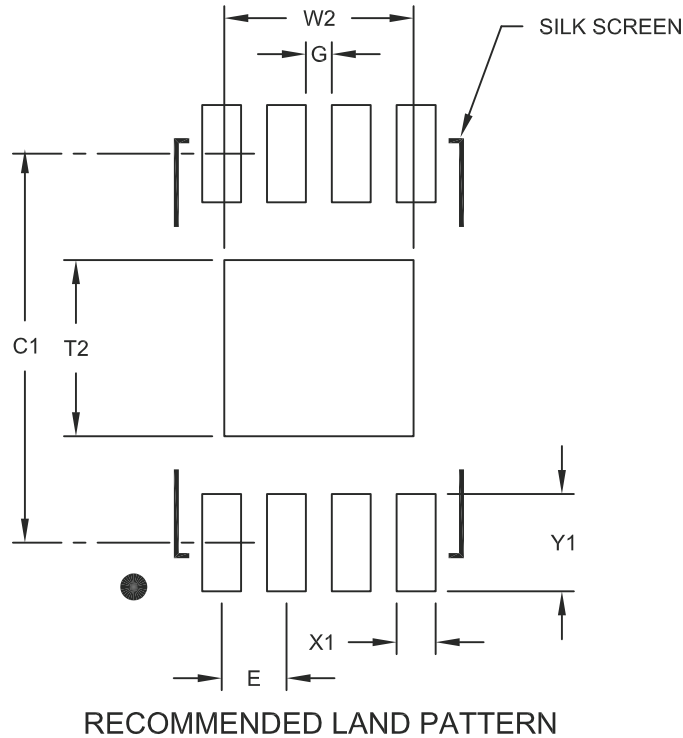 W2
SILK SCREEN
G
C1
T2
Y1
X1
E
RECOMMENDED LAND PATTERN